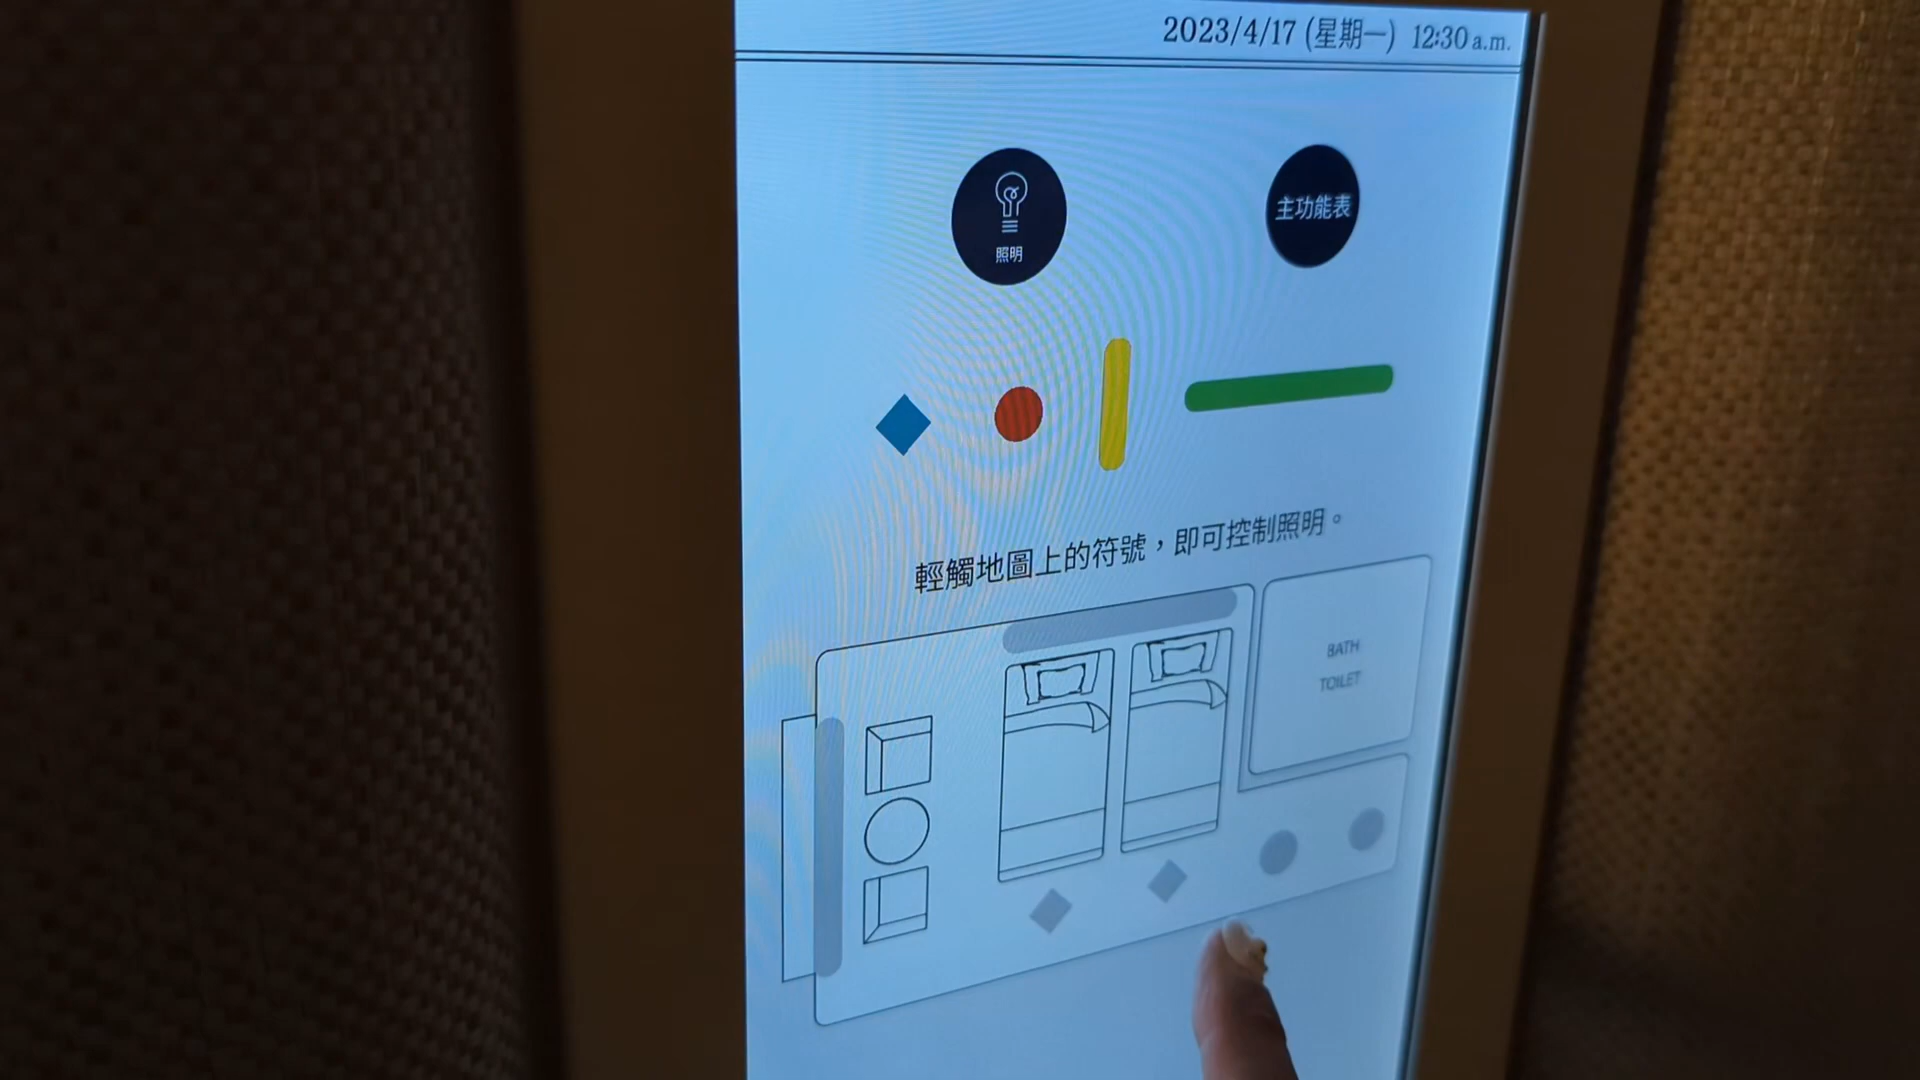 2023/4/17 (星期一) 12:30 a.m.
照明
主功能表
輕觸地圖上的符號，即可控制照明。
BATH
TOILET